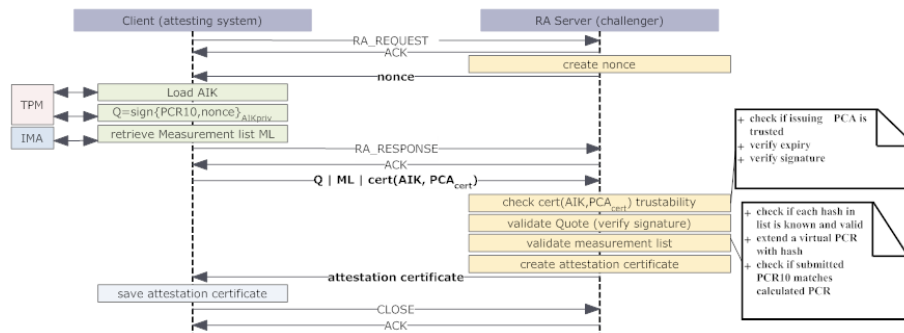 Client (attesting system)
RA Server (challenger)
RA_REQUEST
ACK
create nonce
nonce
TPM
Load AIK
Q=sign{PCR10,nonce}AIKpriv
IMA
retrieve Measurement list ML
RA_RESPONSE
ACK
Q | ML | cert(AIK, PCAcert)
check cert(AIK,PCAcert) trustability
validate Quote (verify signature)
validate measurement list
create attestation certificate
attestation certificate
save attestation certificate
CLOSE
ACK
+ check if issuing PCA is
trusted
+ verify expiry
+ verify signature
+ check if each hash in
list is known and valid
+ extend a virtual PCR
with hash
+ check if submitted
PCR10 matches
calculated PCR